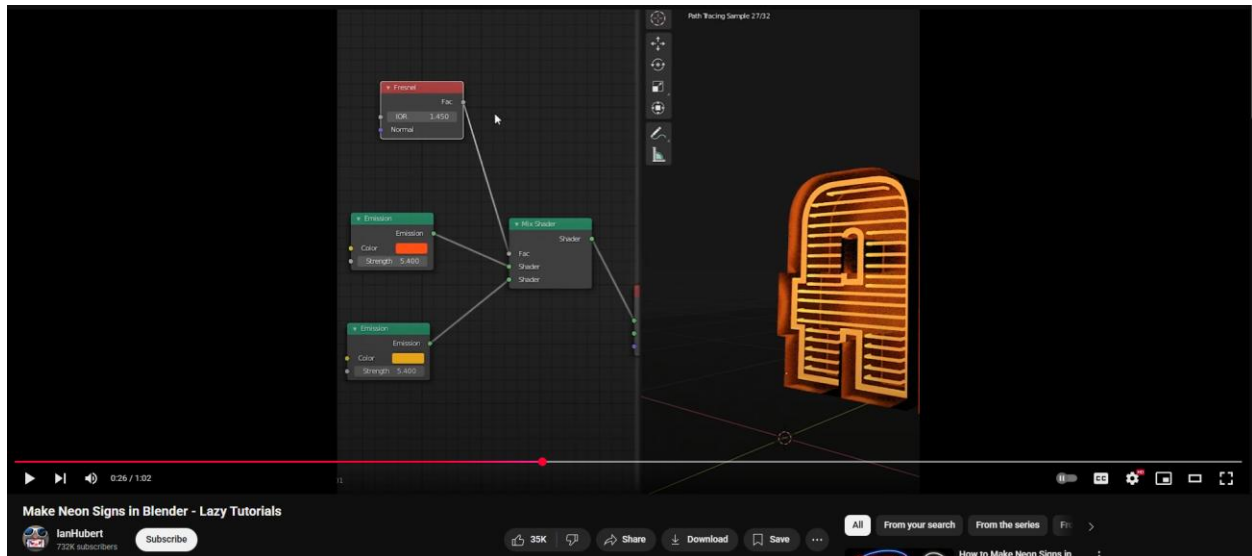 Path Tracing Sample 27/32
Fresnel
Fac
IOR 1.450
Normal
Emission
Emission
Color
Strength 5.400
Mix Shader
Shader
Fac
Shader
Shader
Emission
Emission
Color
Strength 5.400
0:26 / 1:02
CC
HD
Make Neon Signs in Blender - Lazy Tutorials
IanHubert
732K subscribers
Subscribe
35K
Share
Download
Save
All
From your search
From the series
How to Make Neon Signs in